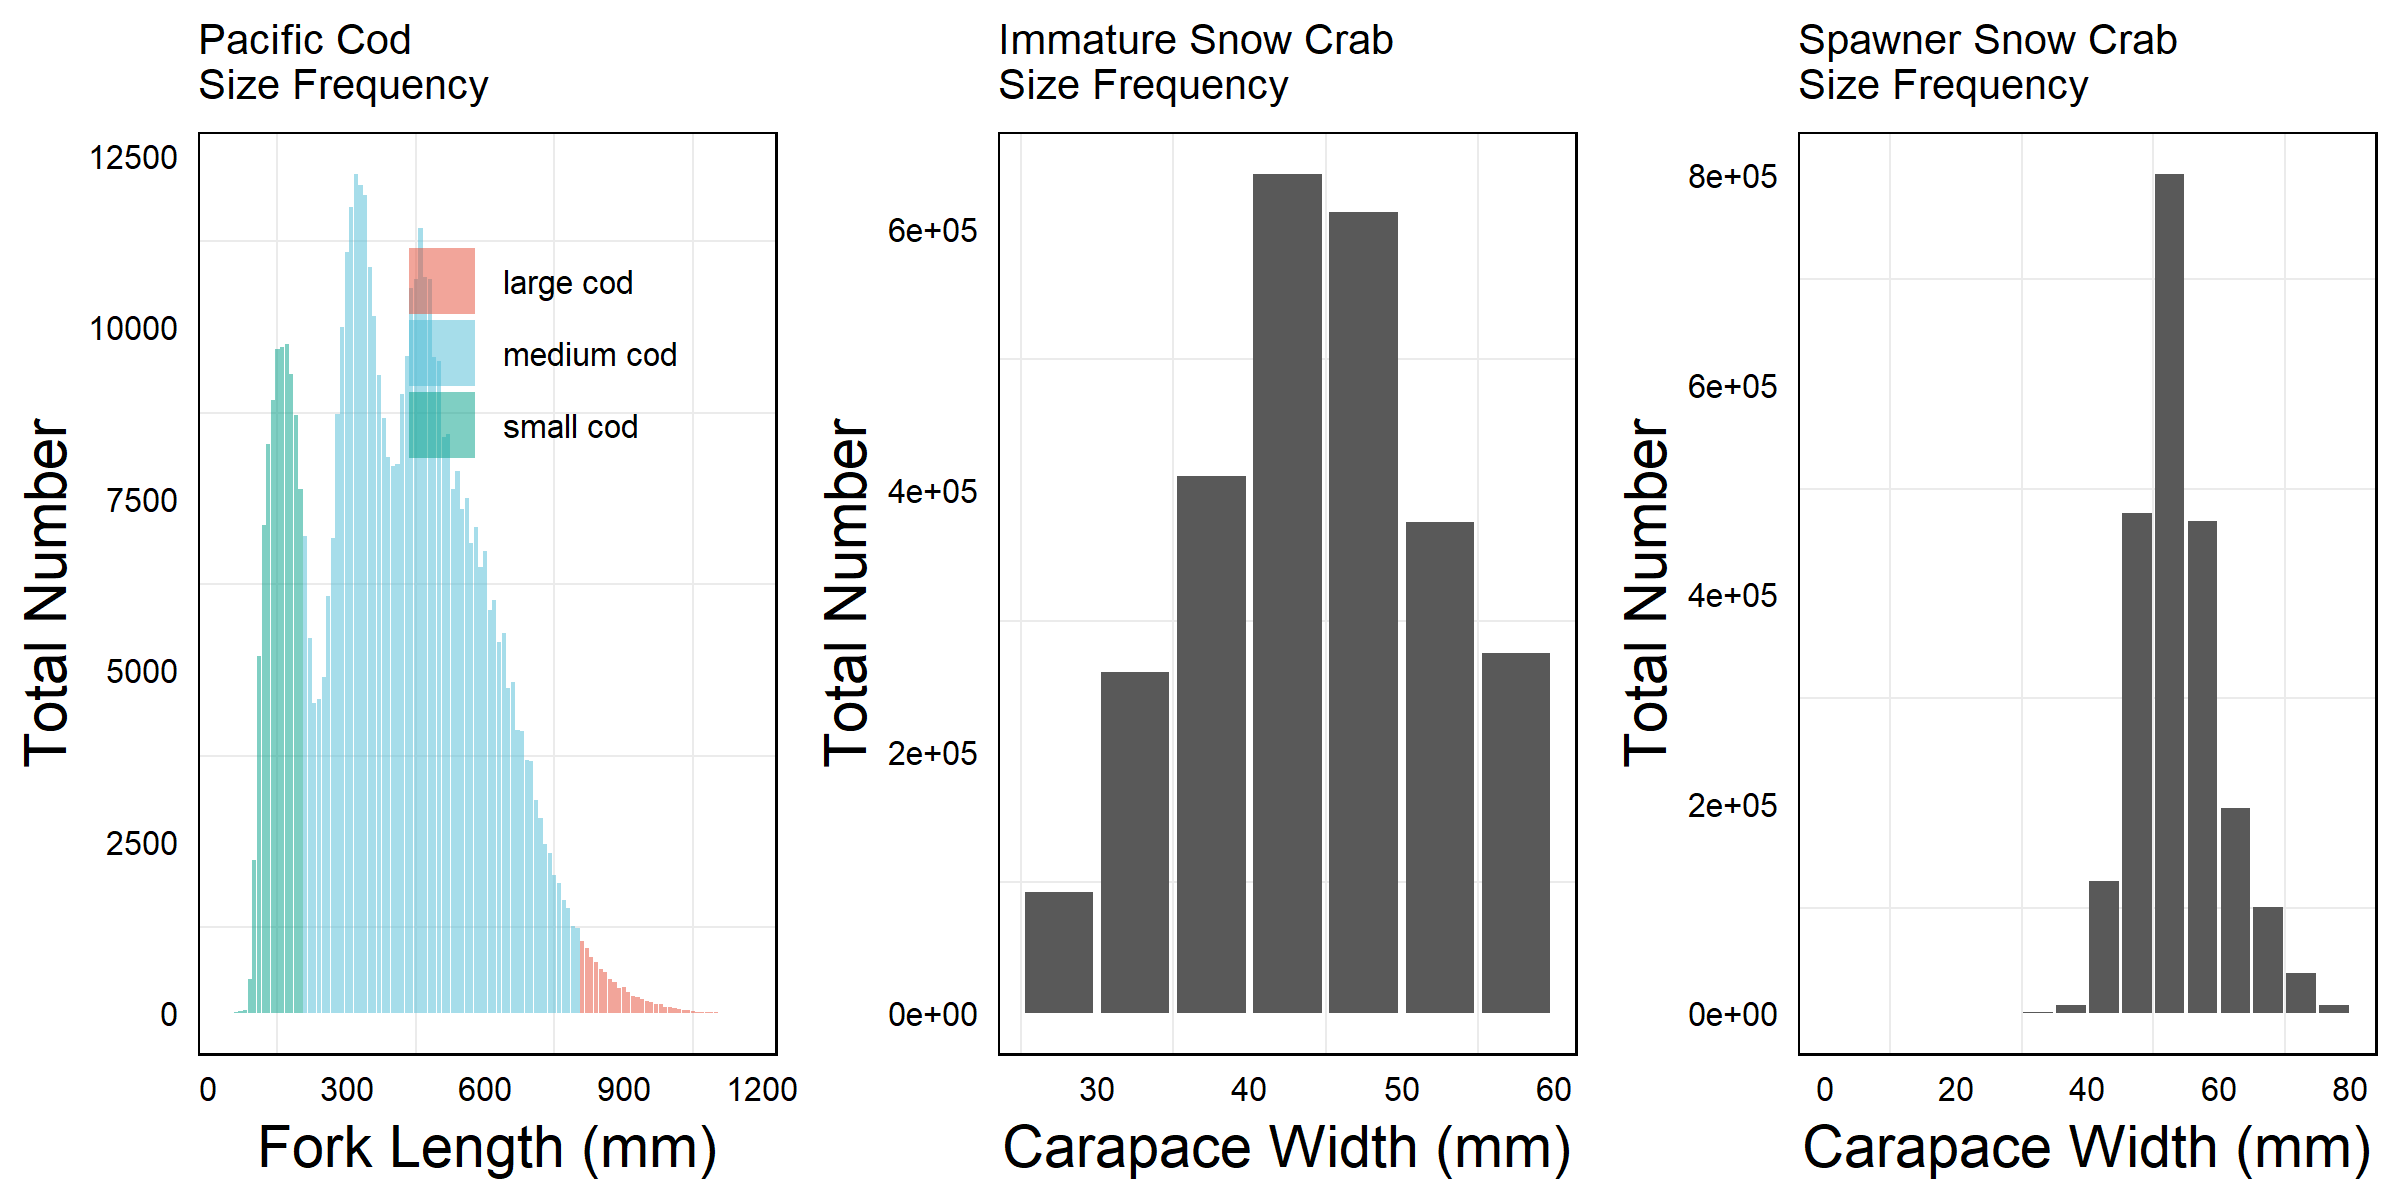 Pacific Cod
Size Frequency
12500
10000
7500
5000
2500
0
Total Number
large cod
medium cod
small cod
0 300 600 900 1200
Fork Length (mm)
Immature Snow Crab
Size Frequency
6e+05
4e+05
2e+05
0e+00
Total Number
30 40 50 60
Carapace Width (mm)
Spawner Snow Crab
Size Frequency
8e+05
6e+05
4e+05
2e+05
0e+00
Total Number
0 20 40 60 80
Carapace Width (mm)